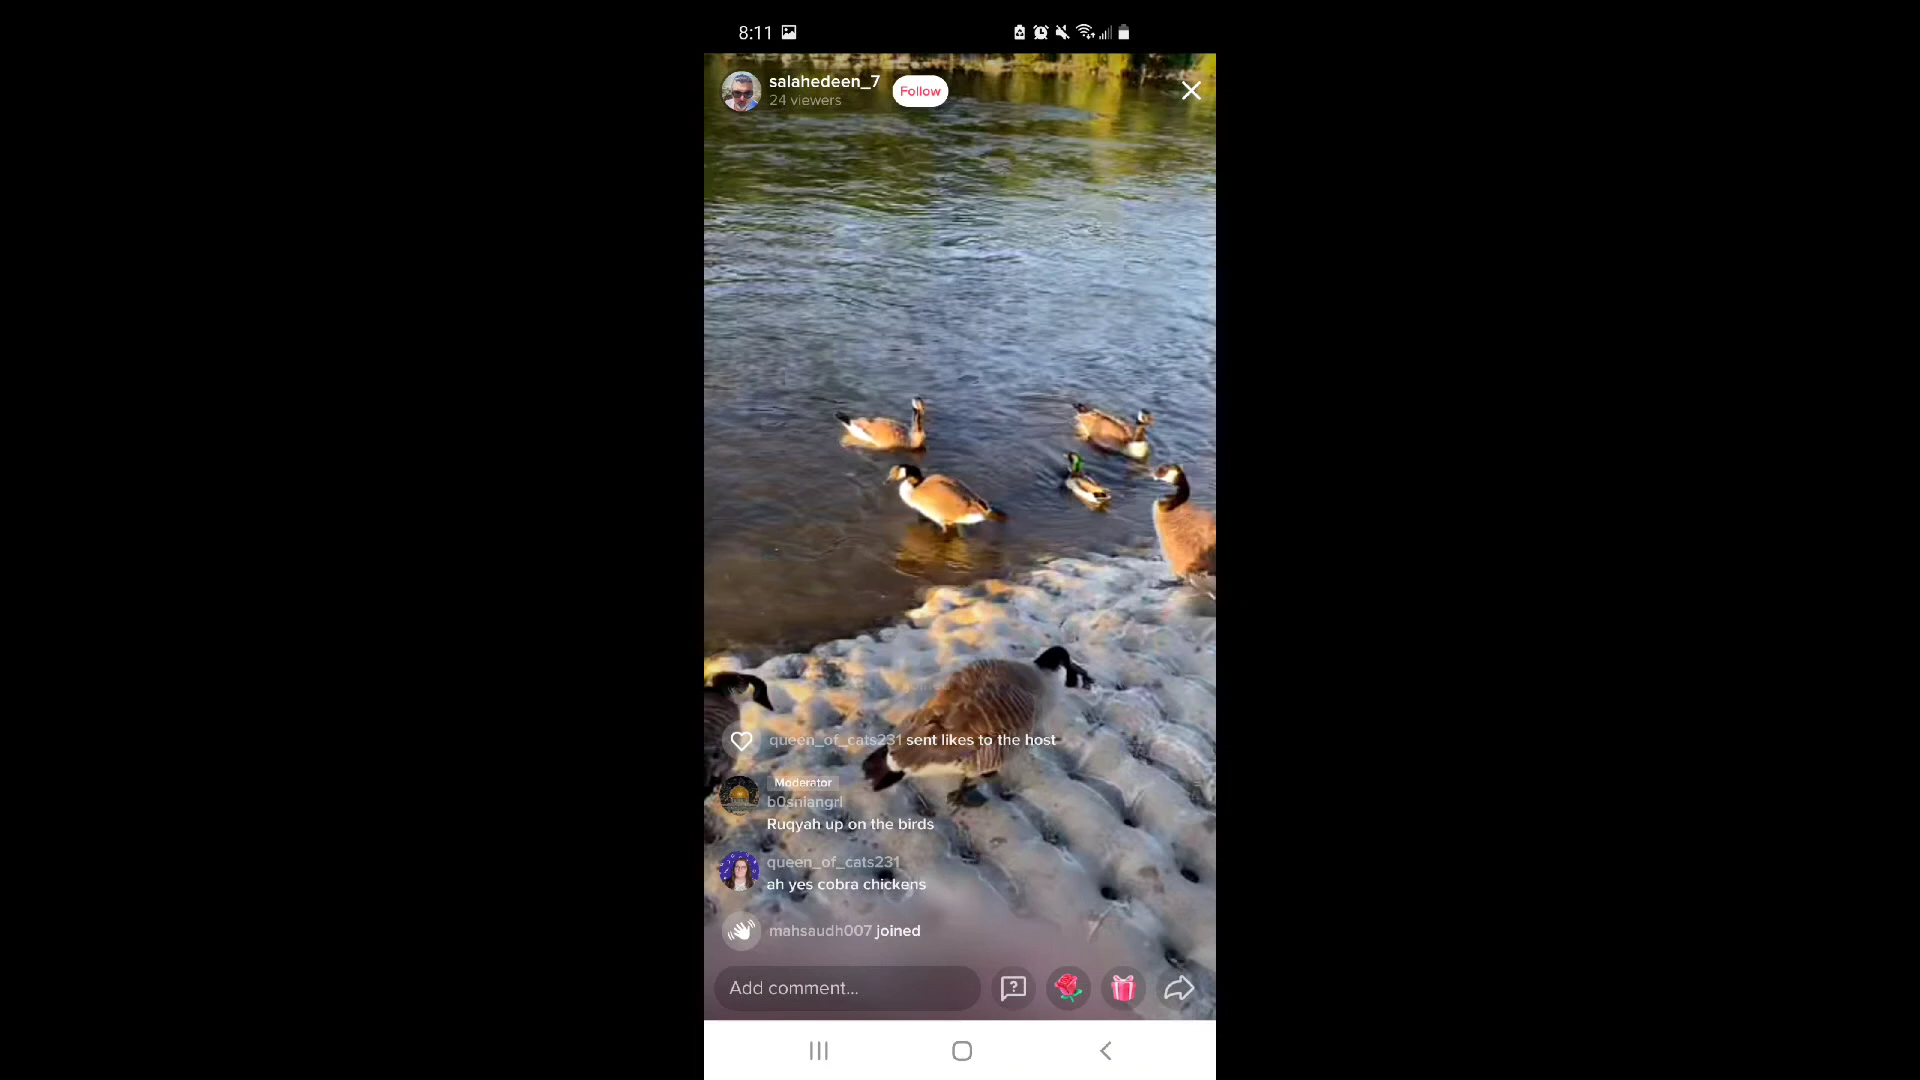 8:11
salahedeen_7
24 viewers
Follow
queen_of_cats231 sent likes to the host
Moderator
b0sniangrl
Ruqyah up on the birds
queen_of_cats231
ah yes cobra chickens
mahsaudh007 joined
Add comment...